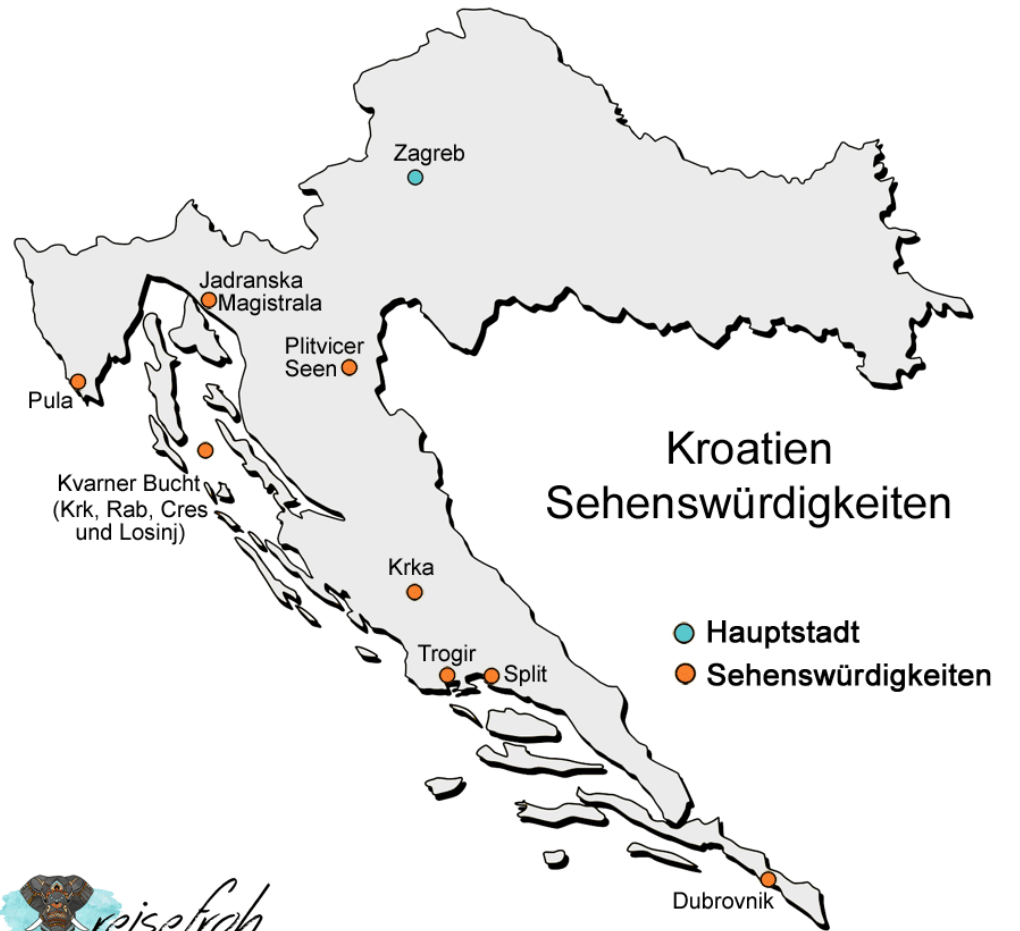 Zagreb
Jadranska
Magistrala
Plitvicer
Seen
Pula
Kroatien
Sehenswürdigkeiten
Kvarner Bucht
(Krk, Rab, Cres
und Losinj)
Krka
Hauptstadt
Trogir
Split
Sehenswürdigkeiten
Dubrovnik
reisefroh